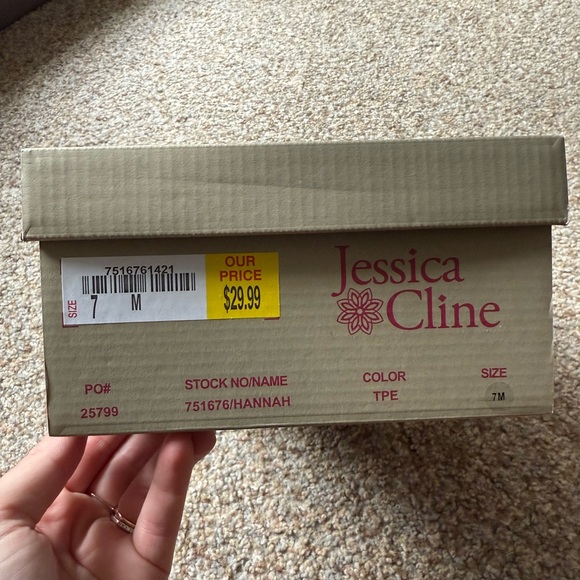 7516761421
SIZE
7 M
OUR
PRICE
$29.99
Jessica
Cline
PO#
25799
STOCK NO/NAME
751676/HANNAH
COLOR
TPE
SIZE
7M